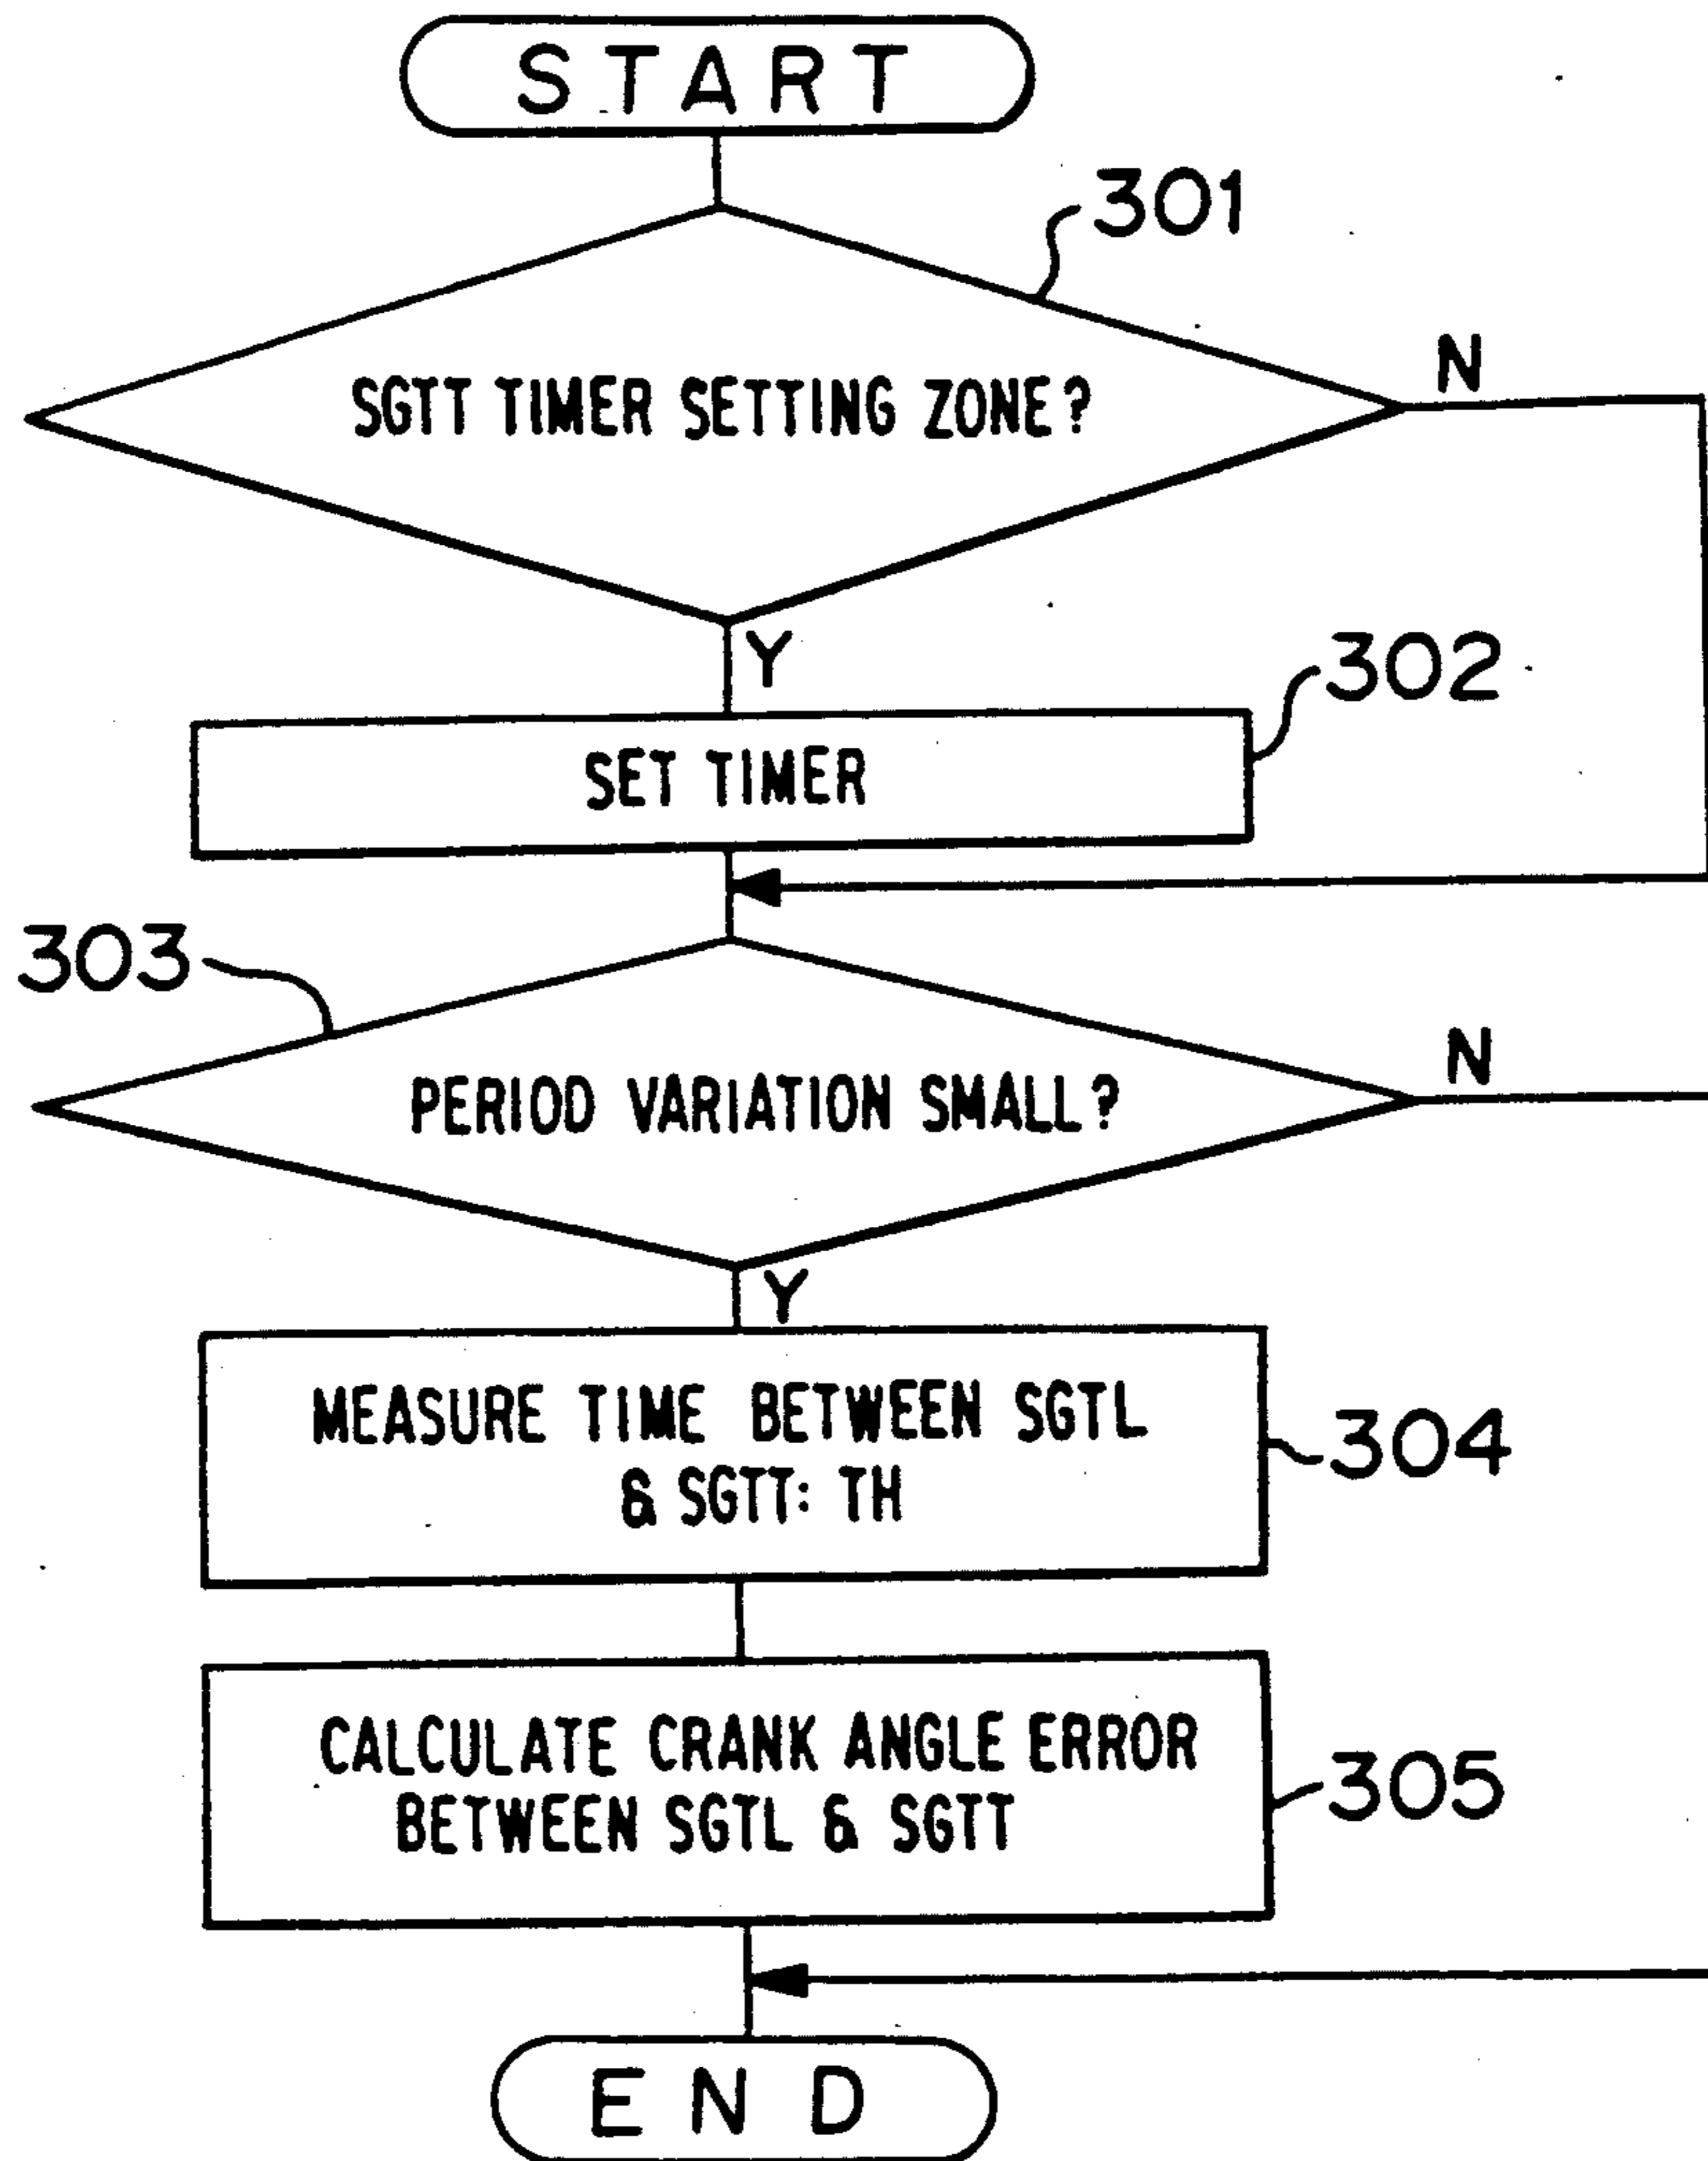 START
301
SGTT TIMER SETTING ZONE?
N
Y
302
SET TIMER
303
PERIOD VARIATION SMALL?
N
Y
MEASURE TIME BETWEEN SGTL
& SGTT: TH
304
CALCULATE CRANK ANGLE ERROR
BETWEEN SGTL & SGTT
305
END